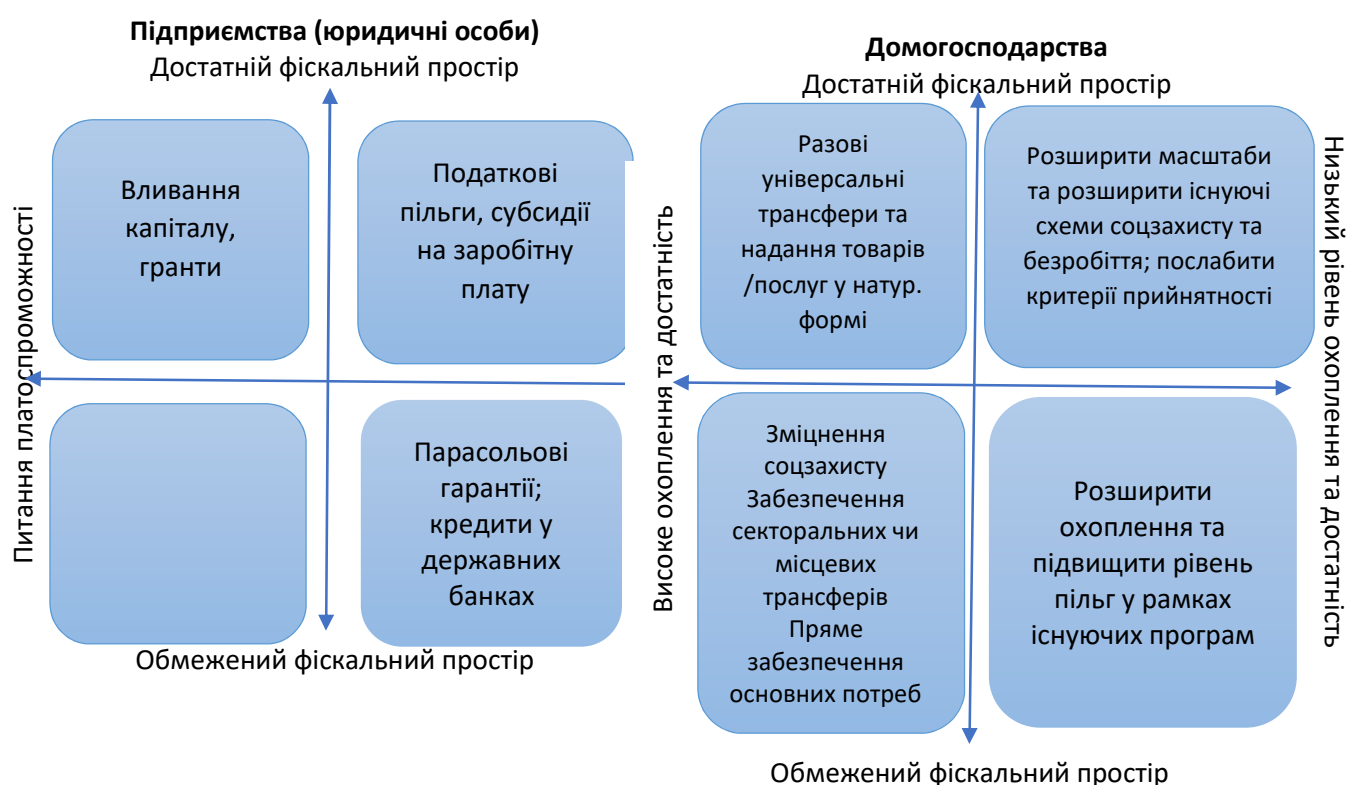 Підприємства (юридичні особи)
Достатній фіскальний простір
Питання платоспроможності
Вливання
капіталу,
гранти
Податкові
пільги, субсидії
на заробітну
плату
Парасольові
гарантії;
кредити у
державних
банках
Обмежений фіскальний простір
Домогосподарства
Достатній фіскальний простір
Високе охоплення та достатність
Разові
універсальні
трансфери та
надання товарів
/послуг у натур.
формі
Розширити масштаби
та розширити існуючі
схеми соцзахисту та
безробіття; послабити
критерії прийнятності
Низький рівень охоплення та достатність
Зміцнення
соцзахисту
Забезпечення
секторальних чи
місцевих
трансферів
Пряме
забезпечення
основних потреб
Розширити
охоплення та
підвищити рівень
пільг у рамках
існуючих програм
Обмежений фіскальний простір